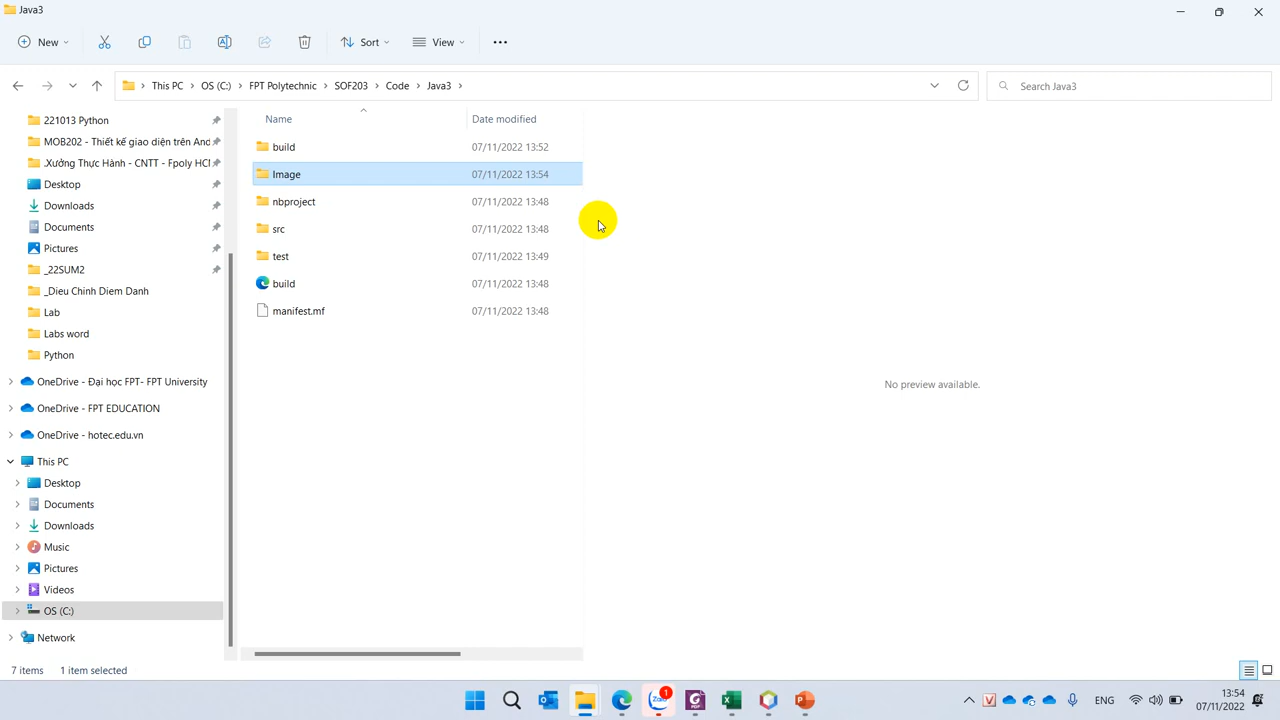 Java3
New
Sort
View
This PC
OS (C:)
FPT Polytechnic
SOF203
Code
Java3
Search Java3
221013 Python
MOB202 - Thiết kế giao diện trên And
.Xưởng Thực Hành - CNTT - Fpoly HCM
Desktop
Downloads
Documents
Pictures
_22SUM2
_Dieu Chinh Diem Danh
Lab
Labs word
Python
OneDrive - Đại học FPT- FPT University
OneDrive - FPT EDUCATION
OneDrive - hotec.edu.vn
This PC
Desktop
Documents
Downloads
Music
Pictures
Videos
OS (C:)
Network
Name Date modified
build 07/11/2022 13:52
Image 07/11/2022 13:54
nbproject 07/11/2022 13:48
src 07/11/2022 13:48
test 07/11/2022 13:49
build 07/11/2022 13:48
manifest.mf 07/11/2022 13:48
No preview available.
7 items 1 item selected
Zalo
1
PDF
ENG
13:54
07/11/2022